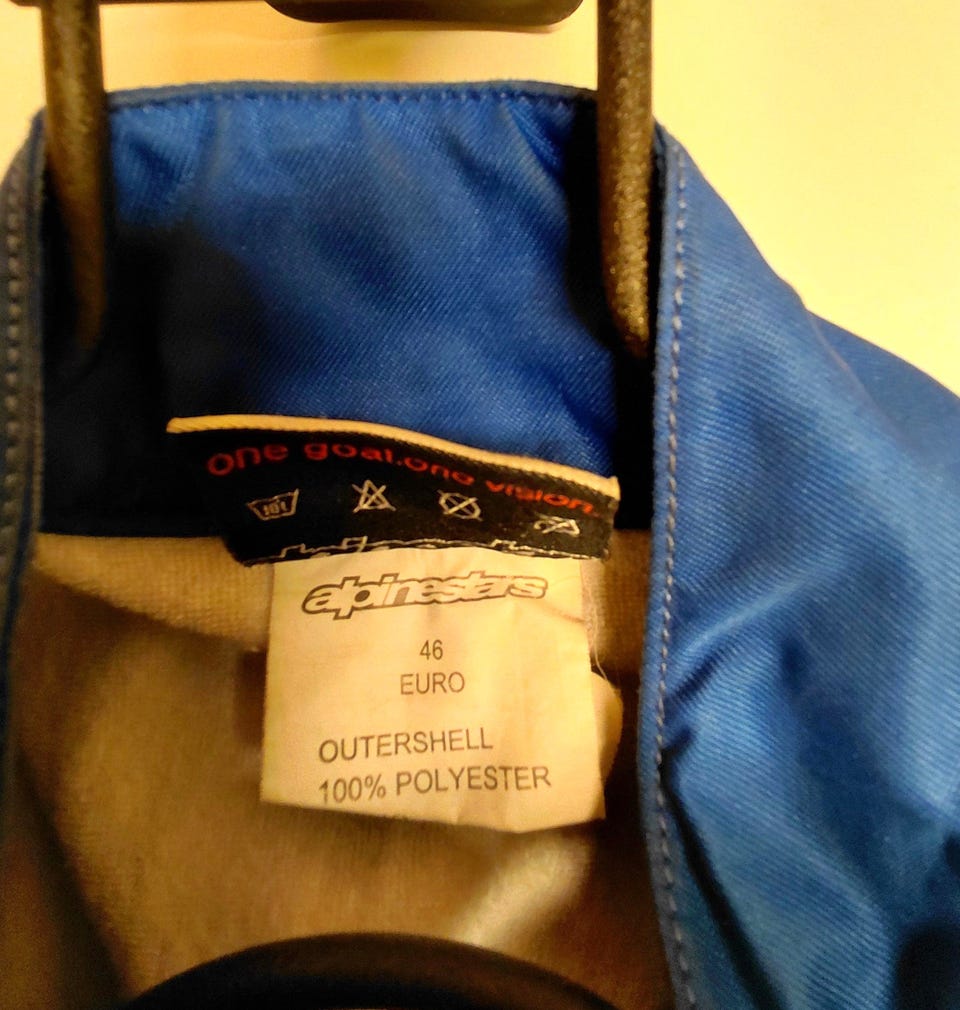 one goal.one vision.
alpinestars
46
EURO
OUTERSHELL
100% POLYESTER